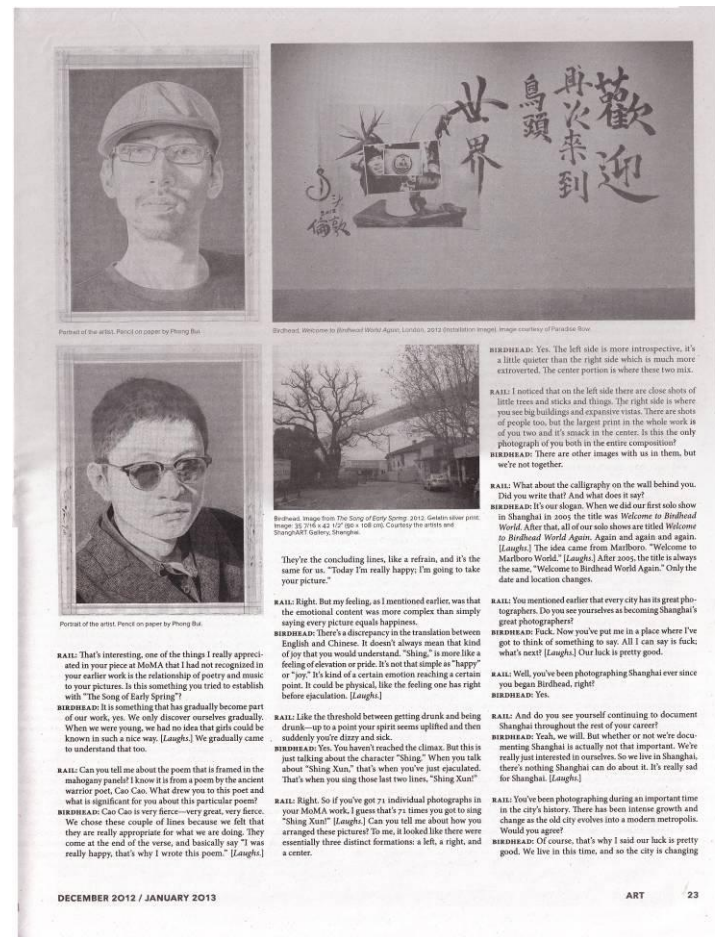 歡迎
再次來到
鳥頭
世界
2012
倫敦
Portrait of the artist. Pencil on paper by Phong Bui.
Birdhead, Welcome to Birdhead World Again, London, 2012 (installation image). Image courtesy of Paradise Row.
Portrait of the artist. Pencil on paper by Phong Bui.
Birdhead. Image from The Song of Early Spring. 2012. Gelatin silver print.
Image: 35 7/16 x 42 1/2" (90 x 108 cm). Courtesy the artists and
ShanghART Gallery, Shanghai.
RAIL: That's interesting, one of the things I really appreci-
ated in your piece at MoMA that I had not recognized in
your earlier work is the relationship of poetry and music
to your pictures. Is this something you tried to establish
with "The Song of Early Spring"?
BIRDHEAD: It is something that has gradually become part
of our work, yes. We only discover ourselves gradually.
When we were young, we had no idea that girls could be
known in such a nice way. [Laughs.] We gradually came
to understand that too.
RAIL: Can you tell me about the poem that is framed in the
mahogany panels? I know it is from a poem by the ancient
warrior poet, Cao Cao. What drew you to this poet and
what is significant for you about this particular poem?
BIRDHEAD: Cao Cao is very fierce—very great, very fierce.
We chose these couple of lines because we felt that
they are really appropriate for what we are doing. They
come at the end of the verse, and basically say "I was
really happy, that's why I wrote this poem." [Laughs.]
They're the concluding lines, like a refrain, and it's the
same for us. "Today I'm really happy; I'm going to take
your picture."
RAIL: Right. But my feeling, as I mentioned earlier, was that
the emotional content was more complex than simply
saying every picture equals happiness.
BIRDHEAD: There's a discrepancy in the translation between
English and Chinese. It doesn't always mean that kind
of joy that you would understand. "Shing," is more like a
feeling of elevation or pride. It's not that simple as "happy"
or "joy." It's kind of a certain emotion reaching a certain
point. It could be physical, like the feeling one has right
before ejaculation. [Laughs.]
RAIL: Like the threshold between getting drunk and being
drunk—up to a point your spirit seems uplifted and then
suddenly you're dizzy and sick.
BIRDHEAD: Yes. You haven't reached the climax. But this is
just talking about the character "Shing." When you talk
about "Shing Xun," that's when you've just ejaculated.
That's when you sing those last two lines, "Shing Xun!"
RAIL: Right. So if you've got 71 individual photographs in
your MoMA work, I guess that's 71 times you got to sing
"Shing Xun!" [Laughs.] Can you tell me about how you
arranged these pictures? To me, it looked like there were
essentially three distinct formations: a left, a right, and
a center.
BIRDHEAD: Yes. The left side is more introspective, it's
a little quieter than the right side which is much more
extroverted. The center portion is where these two mix.
RAIL: I noticed that on the left side there are close shots of
little trees and sticks and things. The right side is where
you see big buildings and expansive vistas. There are shots
of people too, but the largest print in the whole work is
of you two and it's smack in the center. Is this the only
photograph of you both in the entire composition?
BIRDHEAD: There are other images with us in them, but
we're not together.
RAIL: What about the calligraphy on the wall behind you.
Did you write that? And what does it say?
BIRDHEAD: It's our slogan. When we did our first solo show
in Shanghai in 2005 the title was Welcome to Birdhead
World. After that, all of our solo shows are titled Welcome
to Birdhead World Again. Again and again and again.
[Laughs.] The idea came from Marlboro. "Welcome to
Marlboro World." [Laughs.] After 2005, the title is always
the same, "Welcome to Birdhead World Again." Only the
date and location changes.
RAIL: You mentioned earlier that every city has its great pho-
tographers. Do you see yourselves as becoming Shanghai's
great photographers?
BIRDHEAD: Fuck. Now you've put me in a place where I've
got to think of something to say. All I can say is fuck;
what's next? [Laughs.] Our luck is pretty good.
RAIL: Well, you've been photographing Shanghai ever since
you began Birdhead, right?
BIRDHEAD: Yes.
RAIL: And do you see yourself continuing to document
Shanghai throughout the rest of your career?
BIRDHEAD: Yeah, we will. But whether or not we're docu-
menting Shanghai is actually not that important. We're
really just interested in ourselves. So we live in Shanghai,
there's nothing Shanghai can do about it. It's really sad
for Shanghai. [Laughs.]
RAIL: You've been photographing during an important time
in the city's history. There has been intense growth and
change as the old city evolves into a modern metropolis.
Would you agree?
BIRDHEAD: Of course, that's why I said our luck is pretty
good. We live in this time, and so the city is changing
DECEMBER 2012 / JANUARY 2013
ART 23